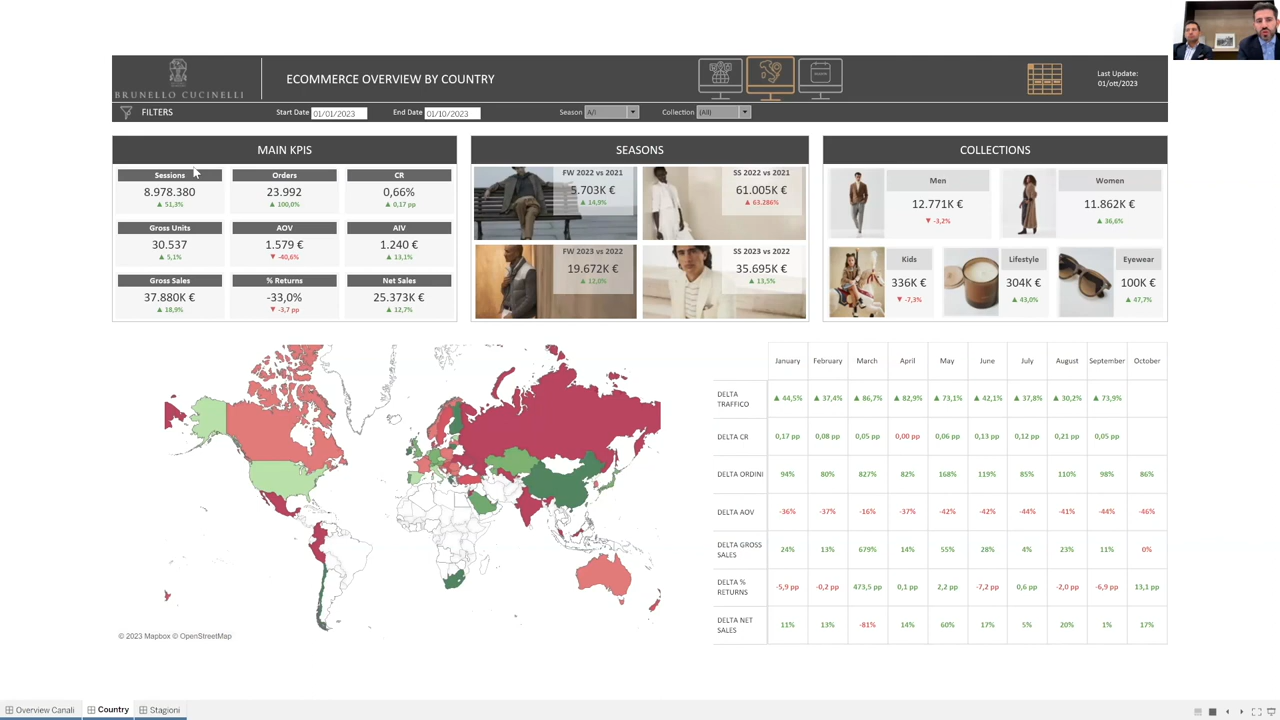 BRUNELLO CUCINELLI
ECOMMERCE OVERVIEW BY COUNTRY
Last Update:
01/ott/2023
FILTERS
Start Date 01/01/2023
End Date 01/10/2023
Season A/I
Collection (All)
MAIN KPIS
Sessions Orders CR
8.978.380 23.992 0,66%
▲ 51,3% ▲ 100,0% ▲ 0,17 pp
Gross Units AOV AIV
30.537 1.579 € 1.240 €
▲ 5,1% ▼ -40,6% ▲ 13,1%
Gross Sales % Returns Net Sales
37.880K € -33,0% 25.373K €
▲ 18,9% ▼ -3,7 pp ▲ 12,7%
SEASONS
FW 2022 vs 2021 SS 2022 vs 2021
5.703K € 61.005K €
▲ 14,9% ▲ 63.286%
FW 2023 vs 2022 SS 2023 vs 2022
19.672K € 35.695K €
▲ 12,0% ▲ 13,5%
COLLECTIONS
Men Women
12.771K € 11.862K €
▼ -3,2% ▲ 36,6%
Kids Lifestyle Eyewear
336K € 304K € 100K €
▼ -7,3% ▲ 43,0% ▲ 47,7%
January February March April May June July August September October
DELTA TRAFFICO ▲ 44,5% ▲ 37,4% ▲ 86,7% ▲ 82,9% ▲ 73,1% ▲ 42,1% ▲ 37,8% ▲ 30,2% ▲ 73,9%
DELTA CR 0,17 pp 0,08 pp 0,05 pp 0,00 pp 0,06 pp 0,13 pp 0,12 pp 0,21 pp 0,05 pp
DELTA ORDINI 94% 80% 827% 82% 168% 119% 85% 110% 98% 86%
DELTA AOV -36% -37% -16% -37% -42% -42% -44% -41% -44% -46%
DELTA GROSS SALES 24% 13% 679% 14% 55% 28% 4% 23% 11% 0%
DELTA % RETURNS -5,9 pp -0,2 pp 473,5 pp 0,1 pp 2,2 pp -7,2 pp 0,6 pp -2,0 pp -6,9 pp 13,1 pp
DELTA NET SALES 11% 13% -81% 14% 60% 17% 5% 20% 1% 17%
© 2023 Mapbox © OpenStreetMap
Overview Canali Country Stagioni